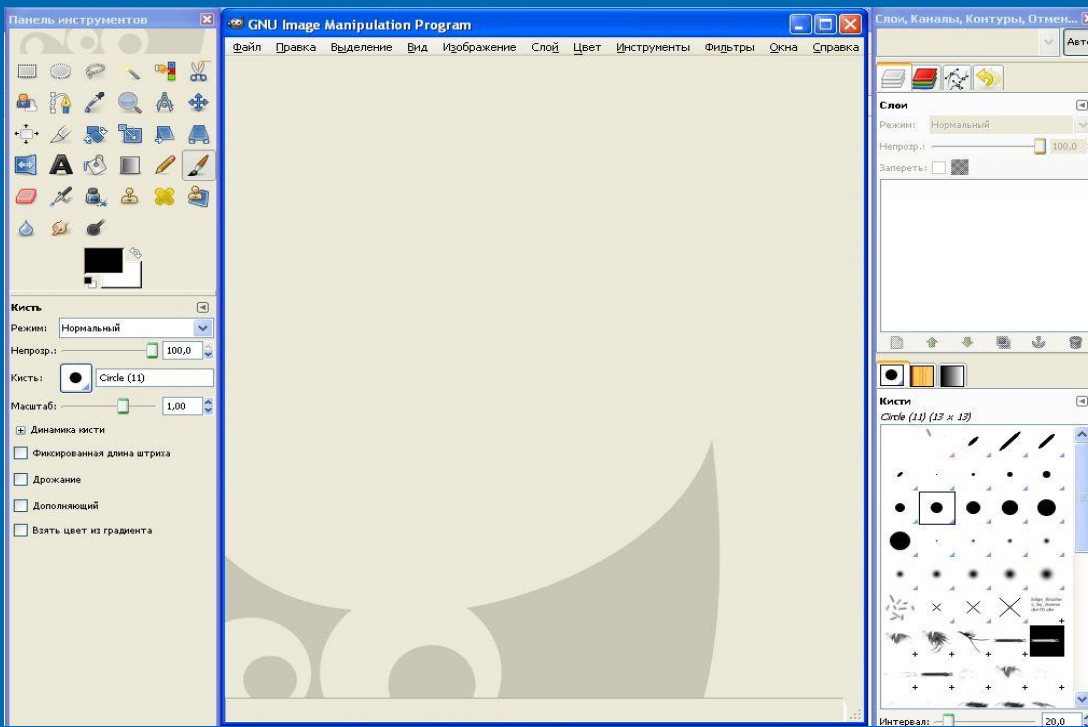 Панель инструментов
GNU Image Manipulation Program
Слои, Каналы, Контуры, Отмен...
Файл Правка Выделение Вид Изображение Слой Цвет Инструменты Фильтры Окна Справка
Авто
Слои
Режим: Нормальный
Непрозр.: 100,0
Запереть:
Кисть
Режим: Нормальный
Непрозр.: 100,0
Кисть: Circle (11)
Масштаб: 1,00
Динамика кисти
Фиксированная длина штриха
Дрожание
Дополняющий
Взять цвет из градиента
Кисти
Circle (11) (13 x 13)
Интервал: 20,0